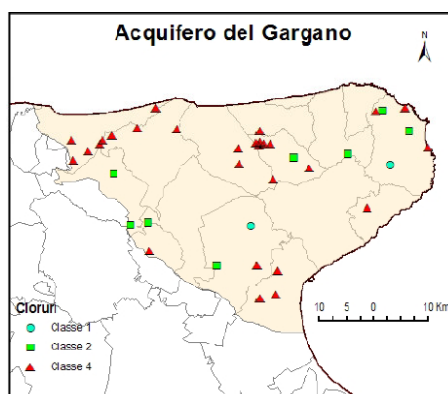 Acquifero del Gargano
N
Cloruri
Classe 1
Classe 2
Classe 4
10 5 0 10 Km